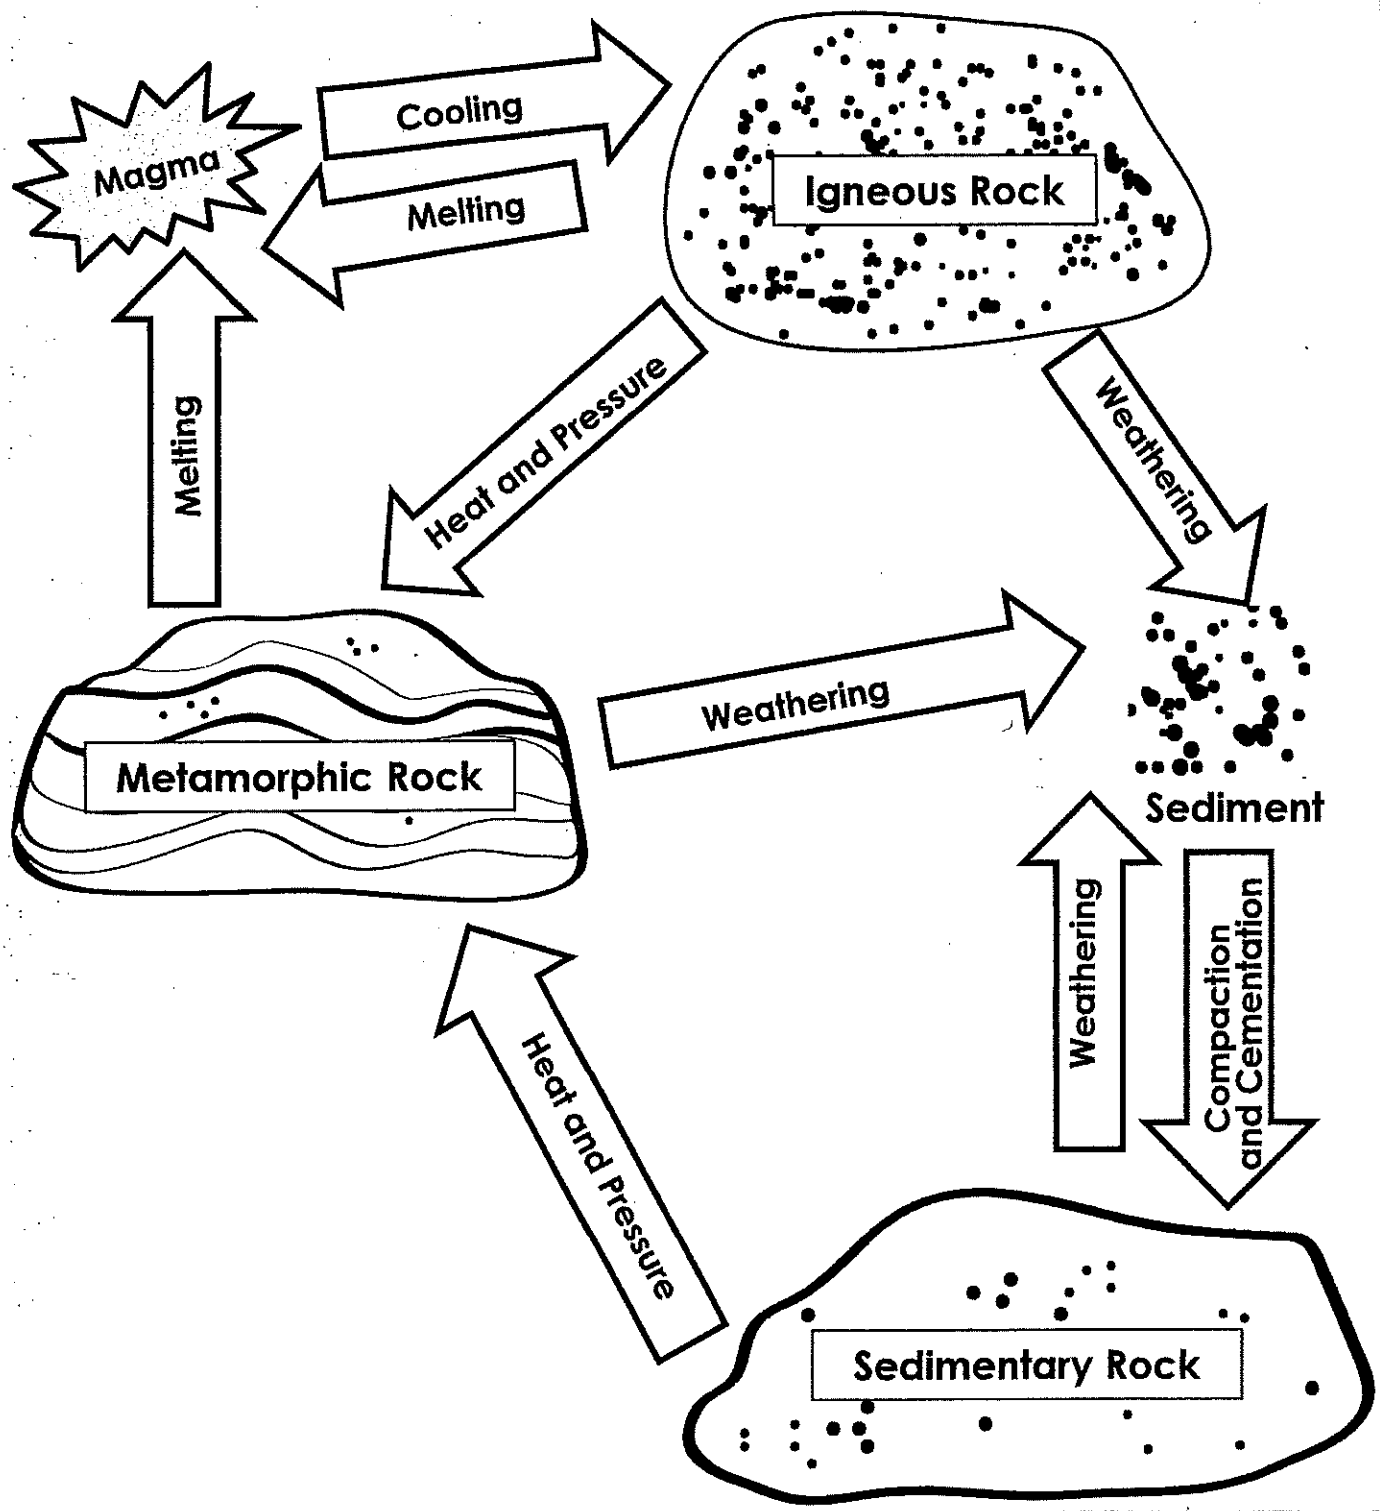 Cooling
Magma
Melting
Igneous Rock
Heat and Pressure
Weathering
Melting
Weathering
Metamorphic Rock
Sediment
Weathering
Compaction
and Cementation
Heat and Pressure
Sedimentary Rock